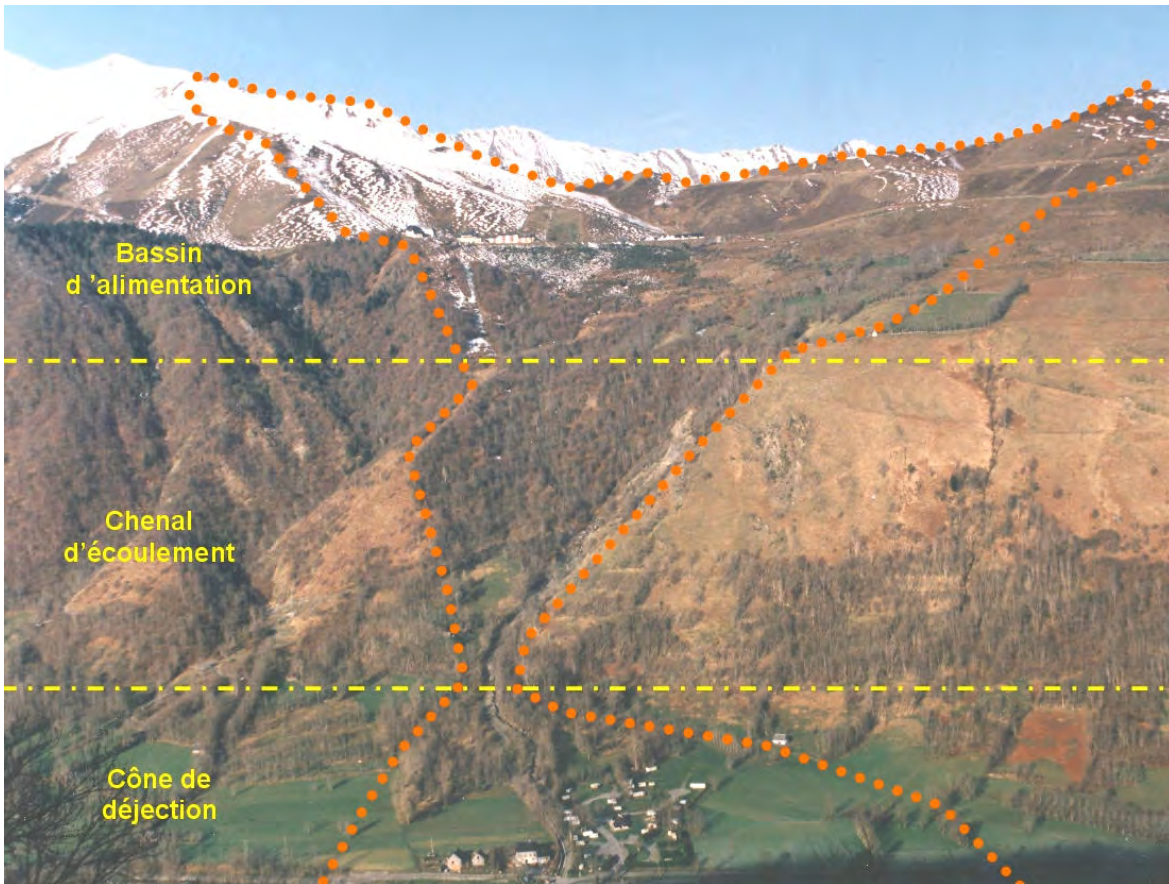 Bassin
d ’alimentation
Chenal
d’écoulement
Cône de
déjection